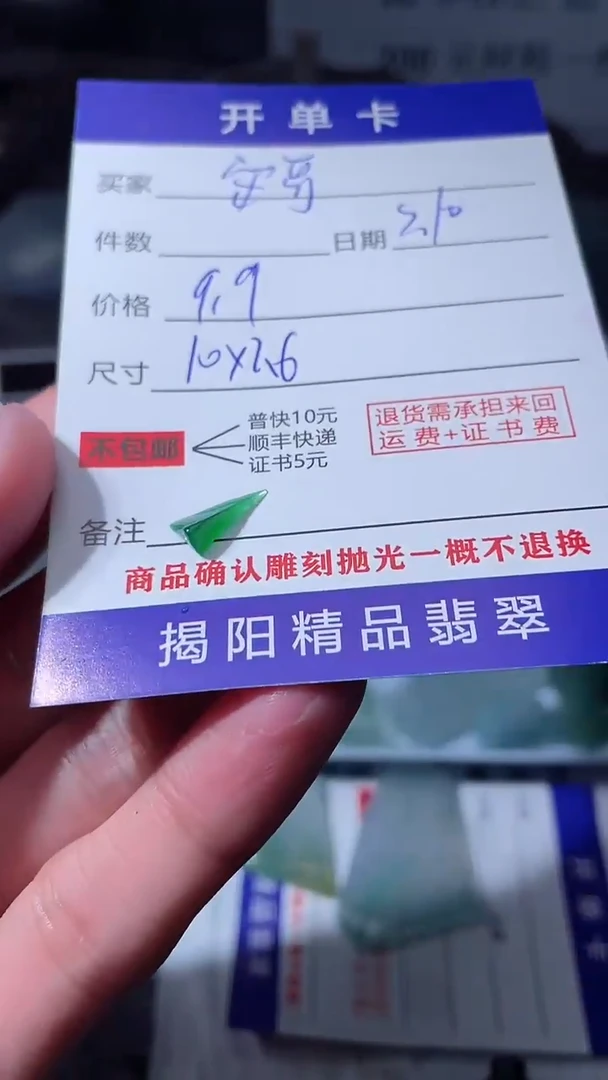 开单卡
买家 安哥
件数 日期 2.10
价格 9.9
尺寸 10X2.6
不包邮
普快10元
顺丰快递
证书5元
退货需承担来回
运费+证书费
备注
商品确认雕刻抛光一概不退换
揭阳精品翡翠